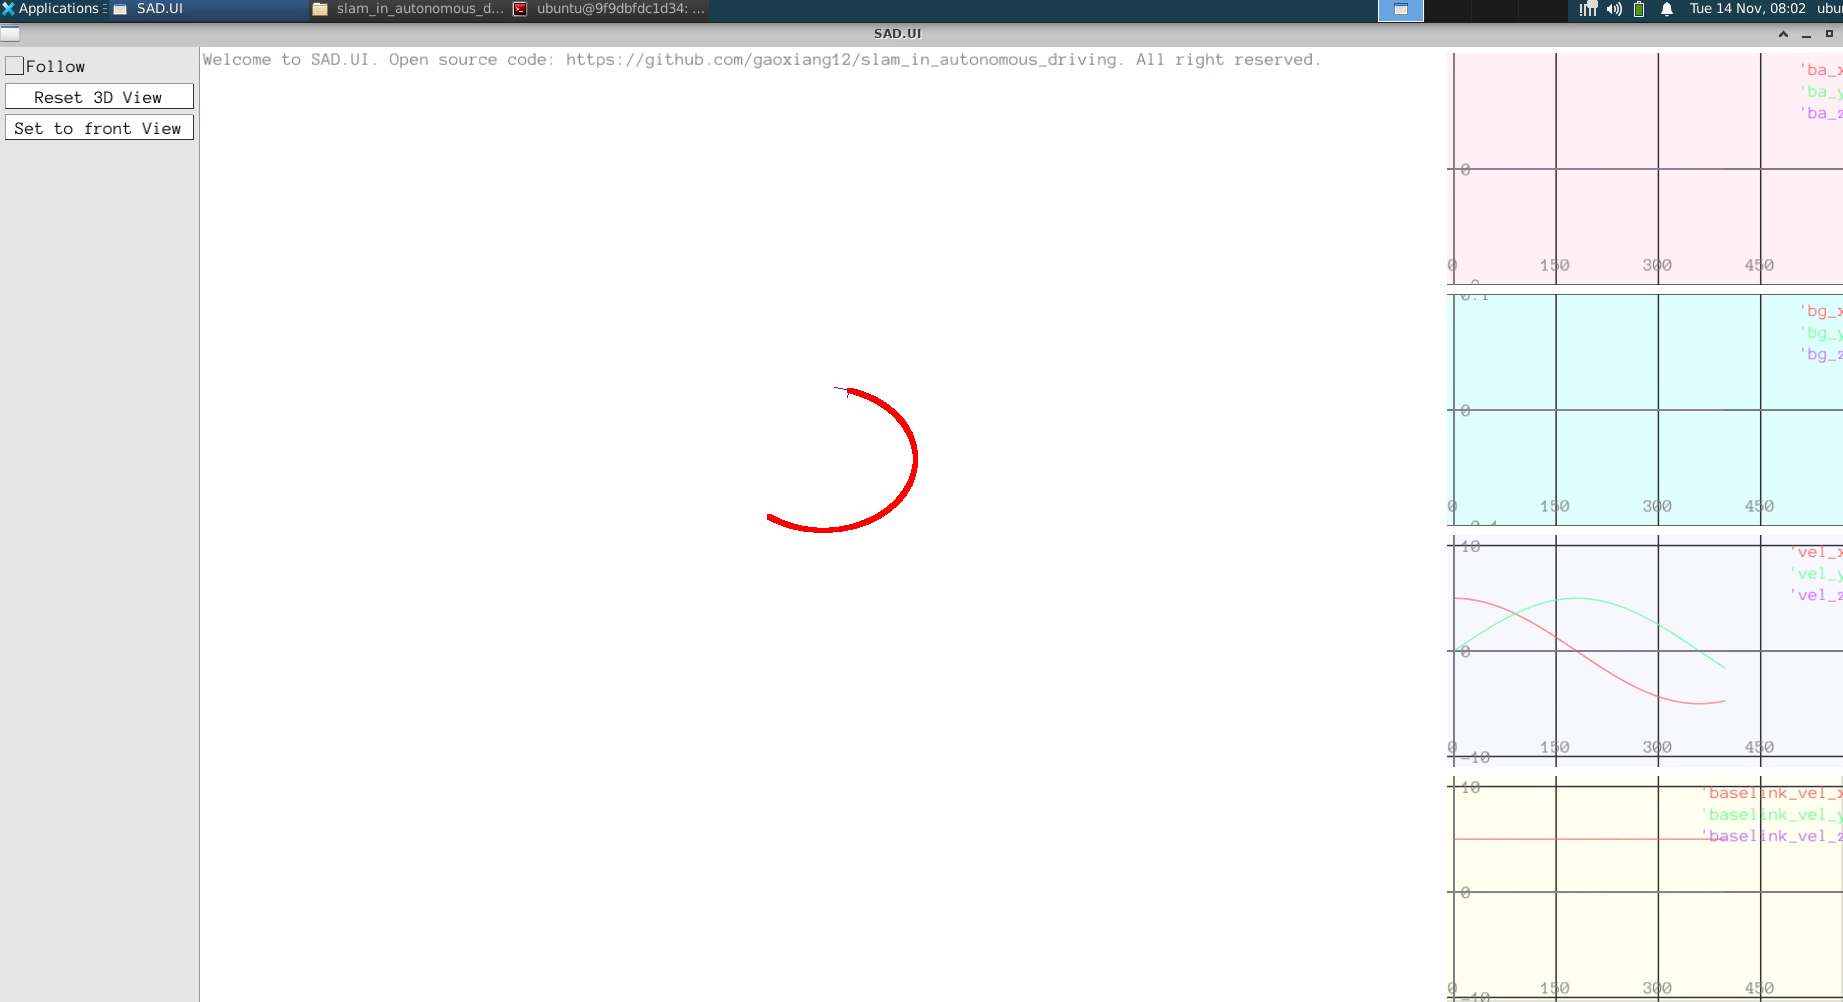 Applications SAD.UI slam_in_autonomous_d... ubuntu@9f9dbfdc1d34: ... Tue 14 Nov, 08:02 ubu
SAD.UI
Follow
Reset 3D View
Set to front View
Welcome to SAD.UI. Open source code: https://github.com/gaoxiang12/slam_in_autonomous_driving. All right reserved.
'ba_x
'ba_y
'ba_z
0
0 150 300 450
0.1
'bg_x
'bg_y
'bg_z
0
0 150 300 450
10
'vel_x
'vel_y
'vel_z
0
0 150 300 450
-10
10
'baselink_vel_x
'baselink_vel_y
'baselink_vel_z
0
0 150 300 450
-10